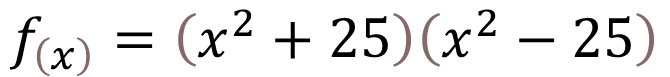 f₍ₓ₎ = (x² + 25)(x² − 25)